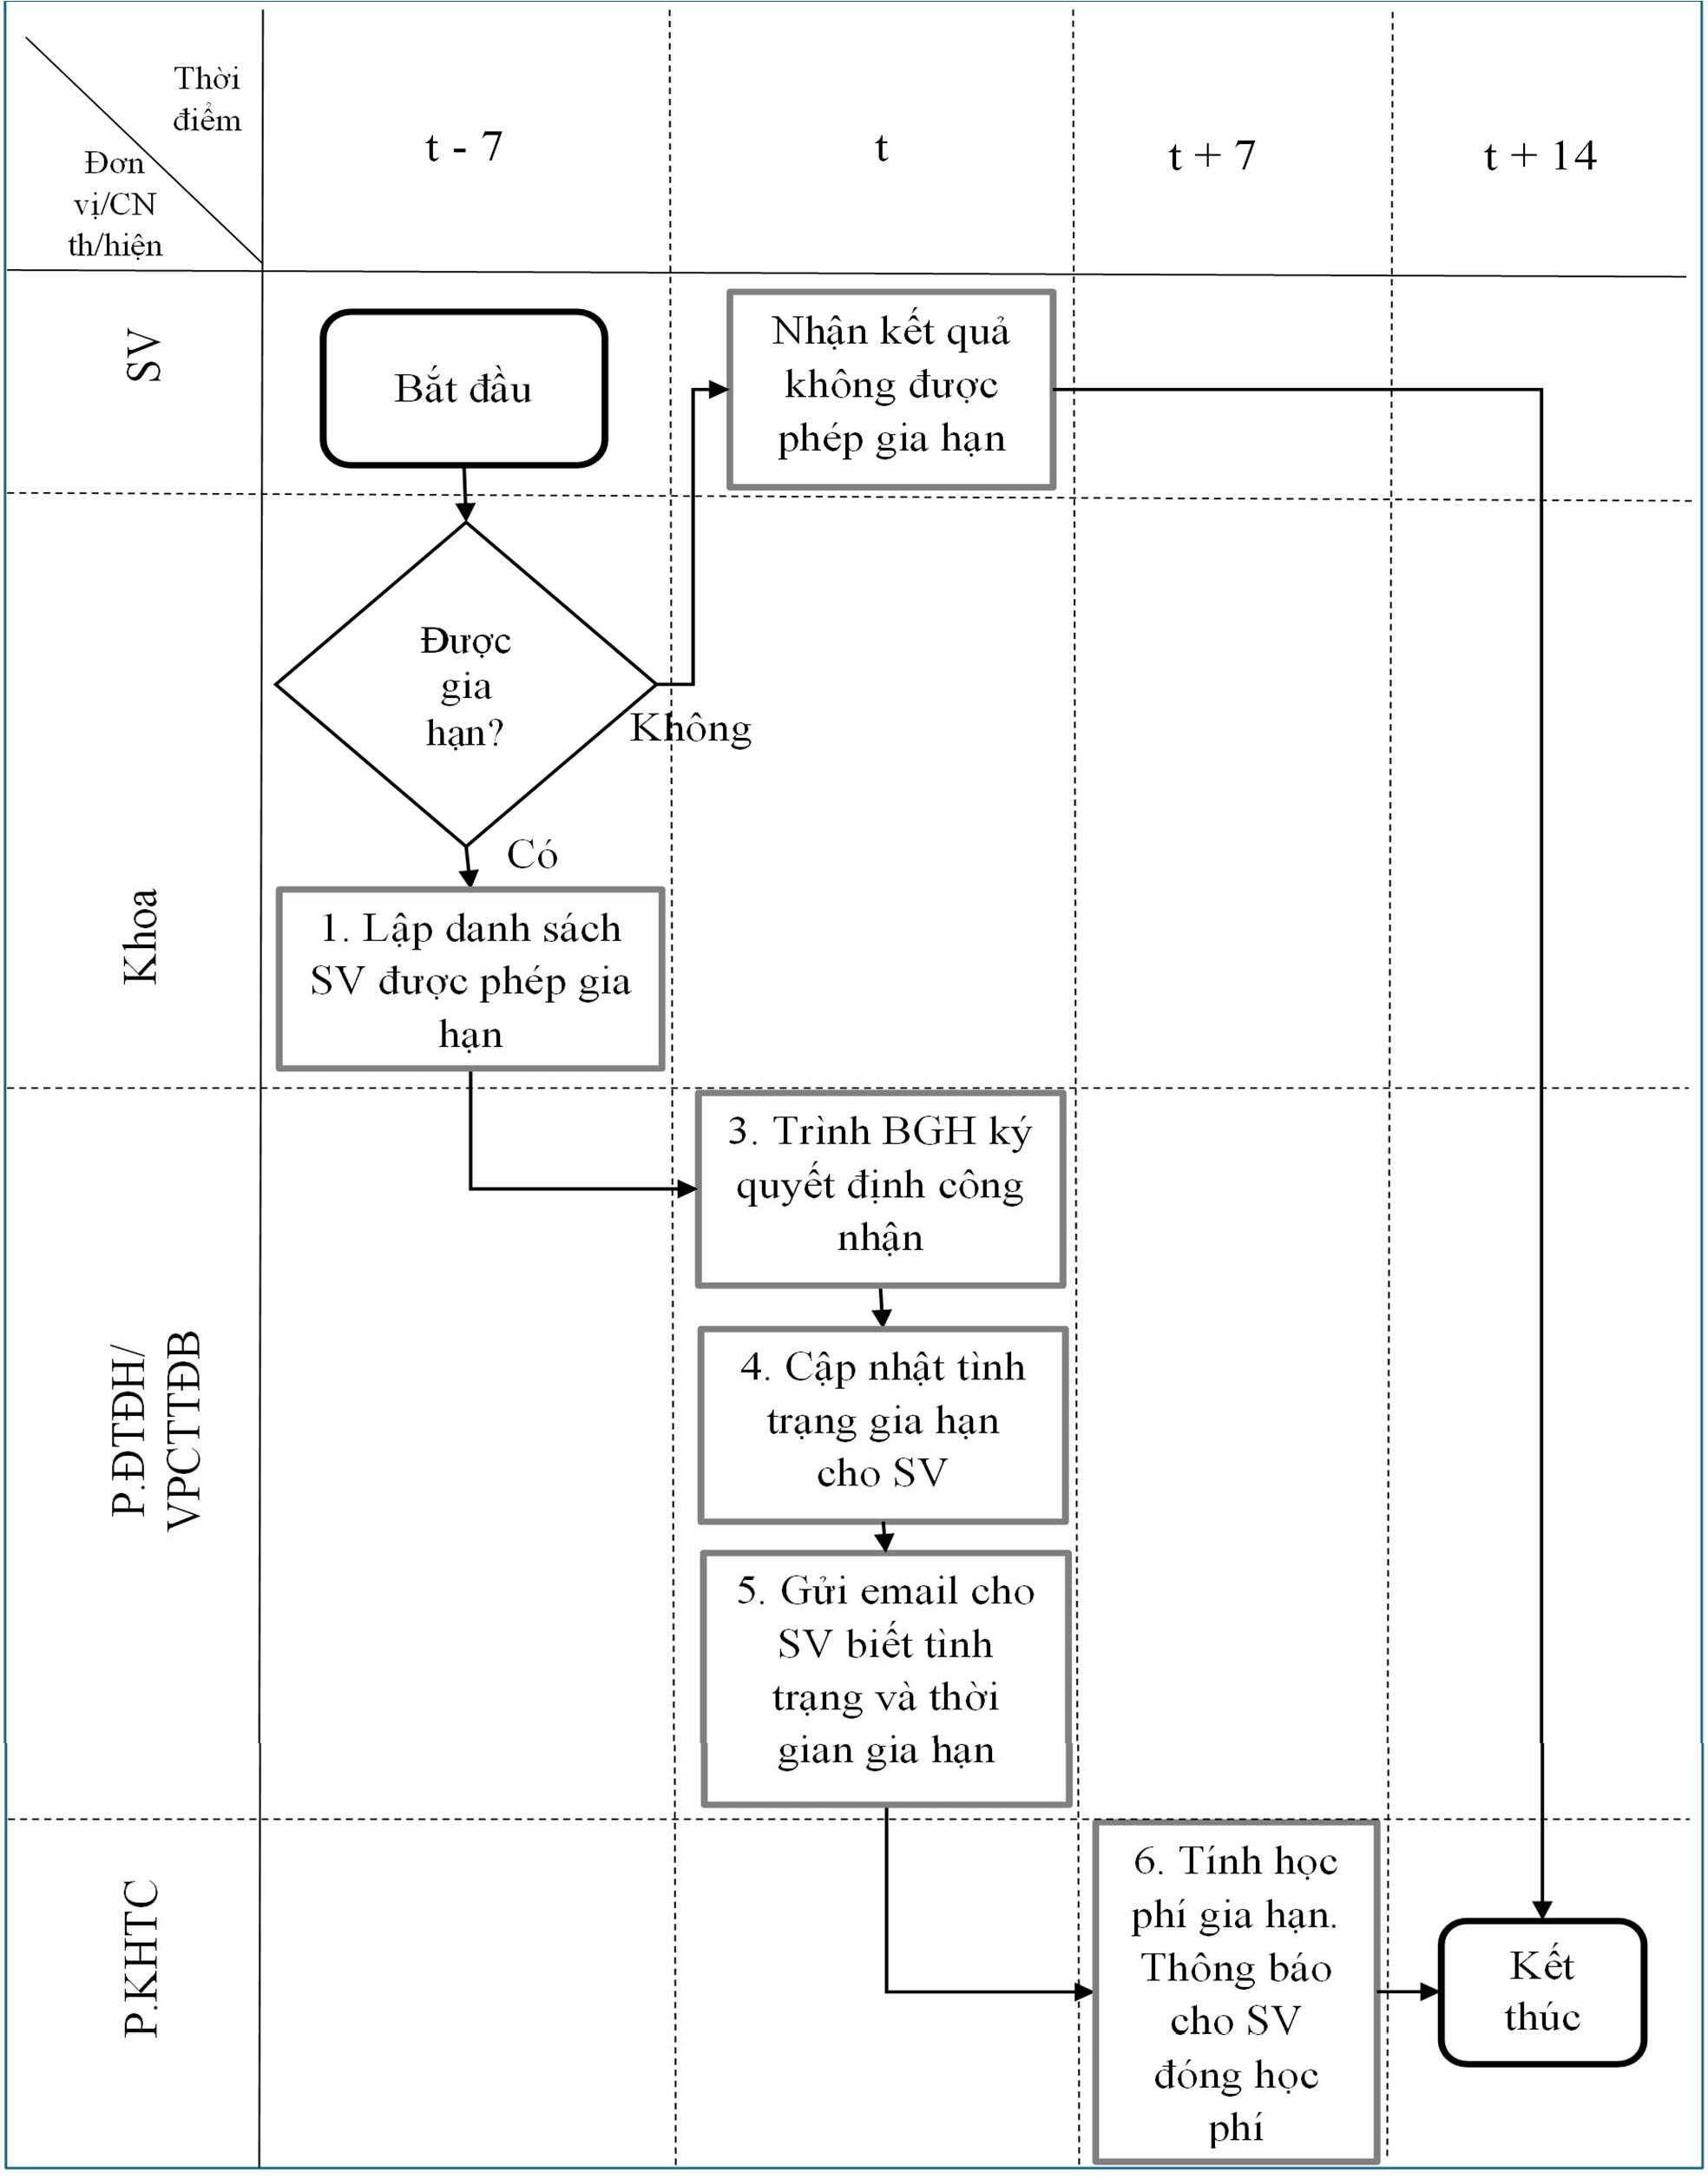 Thời
điểm
Đơn
vị/CN
th/hiện
t - 7
t
t + 7
t + 14
SV
Bắt đầu
Nhận kết quả
không được
phép gia hạn
Khoa
Được
gia
hạn?
Không
Có
1. Lập danh sách
SV được phép gia
hạn
P.ĐTĐH/
VPCTTĐB
3. Trình BGH ký
quyết định công
nhận
4. Cập nhật tình
trạng gia hạn
cho SV
5. Gửi email cho
SV biết tình
trạng và thời
gian gia hạn
P.KHTC
6. Tính học
phí gia hạn.
Thông báo
cho SV
đóng học
phí
Kết
thúc